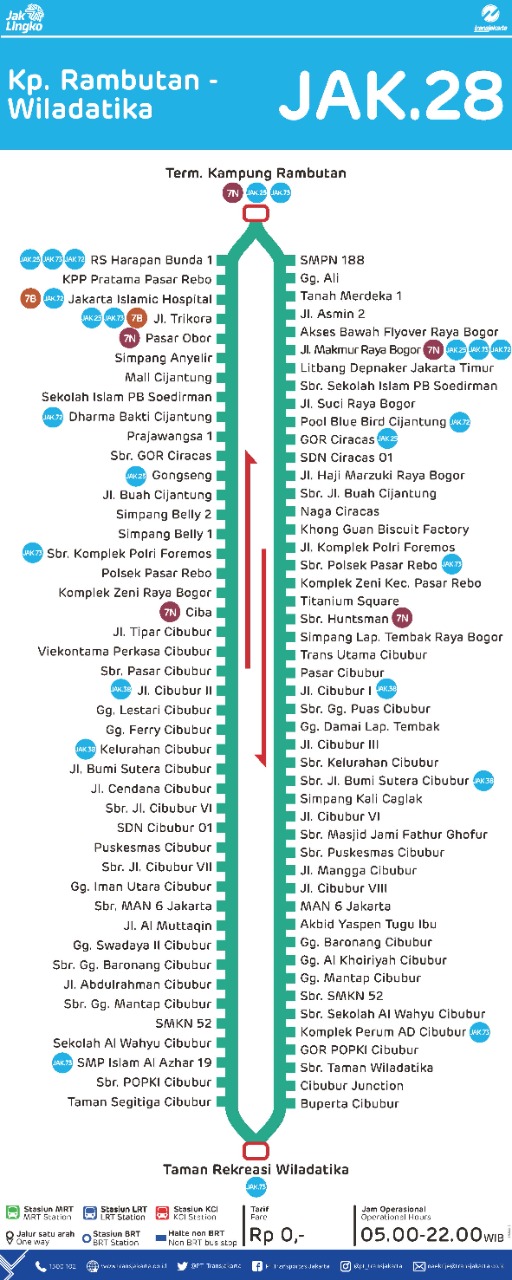 Jak
Lingko
transjakarta
Kp. Rambutan -
Wiladatika
JAK.28
Term. Kampung Rambutan
7N JAK.25 JAK.73
JAK.25 JAK.73 JAK.72 RS Harapan Bunda 1
KPP Pratama Pasar Rebo
7B JAK.72 Jakarta Islamic Hospital
JAK.25 JAK.73 7B Jl. Trikora
7N Pasar Obor
Simpang Anyelir
Mall Cijantung
Sekolah Islam PB Soedirman
JAK.72 Dharma Bakti Cijantung
Prajawangsa 1
Sbr. GOR Ciracas
JAK.25 Gongseng
Jl. Buah Cijantung
Simpang Belly 2
Simpang Belly 1
JAK.73 Sbr. Komplek Polri Foremos
Polsek Pasar Rebo
Komplek Zeni Raya Bogor
7N Ciba
Jl. Tipar Cibubur
Viekontama Perkasa Cibubur
Sbr. Pasar Cibubur
JAK.38 Jl. Cibubur II
Gg. Lestari Cibubur
Gg. Ferry Cibubur
JAK.38 Kelurahan Cibubur
Jl. Bumi Sutera Cibubur
Jl. Cendana Cibubur
Sbr. Jl. Cibubur VI
SDN Cibubur 01
Puskesmas Cibubur
Sbr. Jl. Cibubur VII
Gg. Iman Utara Cibubur
Sbr. MAN 6 Jakarta
Jl. Al Muttaqin
Gg. Swadaya II Cibubur
Sbr. Gg. Baronang Cibubur
Jl. Abdulrahman Cibubur
Sbr. Gg. Mantap Cibubur
SMKN 52
Sekolah Al Wahyu Cibubur
JAK.73 SMP Islam Al Azhar 19
Sbr. POPKI Cibubur
Taman Segitiga Cibubur
SMPN 188
Gg. Ali
Tanah Merdeka 1
Jl. Asmin 2
Akses Bawah Flyover Raya Bogor
Jl. Makmur Raya Bogor 7N JAK.25 JAK.73 JAK.72
Litbang Depnaker Jakarta Timur
Sbr. Sekolah Islam PB Soedirman
Jl. Suci Raya Bogor
Pool Blue Bird Cijantung JAK.72
GOR Ciracas JAK.25
SDN Ciracas 01
Jl. Haji Marzuki Raya Bogor
Sbr. Jl. Buah Cijantung
Naga Ciracas
Khong Guan Biscuit Factory
Jl. Komplek Polri Foremos
Sbr. Polsek Pasar Rebo JAK.73
Komplek Zeni Kec. Pasar Rebo
Titanium Square
Sbr. Huntsman 7N
Simpang Lap. Tembak Raya Bogor
Trans Utama Cibubur
Pasar Cibubur
Jl. Cibubur I JAK.38
Sbr. Gg. Puas Cibubur
Gg. Damai Lap. Tembak
Jl. Cibubur III
Sbr. Kelurahan Cibubur
Sbr. Jl. Bumi Sutera Cibubur JAK.38
Simpang Kali Caglak
Jl. Cibubur VI
Sbr. Masjid Jami Fathur Ghofur
Sbr. Puskesmas Cibubur
Jl. Mangga Cibubur
Jl. Cibubur VIII
MAN 6 Jakarta
Akbid Yaspen Tugu Ibu
Gg. Baronang Cibubur
Gg. Al Khoiriyah Cibubur
Gg. Mantap Cibubur
Sbr. SMKN 52
Sbr. Sekolah Al Wahyu Cibubur
Komplek Perum AD Cibubur JAK.73
GOR POPKI Cibubur
Sbr. Taman Wiladatika
Cibubur Junction
Buperta Cibubur
Taman Rekreasi Wiladatika
JAK.73
Stasiun MRT
MRT Station
Stasiun LRT
LRT Station
Stasiun KCI
KCI Station
Jalur satu arah
One way
Stasiun BRT
BRT Station
Halte non BRT
Non BRT bus stop
Tarif
Fare
Rp 0,-
Jam Operasional
Operational Hours
05.00-22.00 WIB
1500 102
www.transjakarta.co.id
@PT_Transjakarta
PT Transportasi Jakarta
@pt_transjakarta